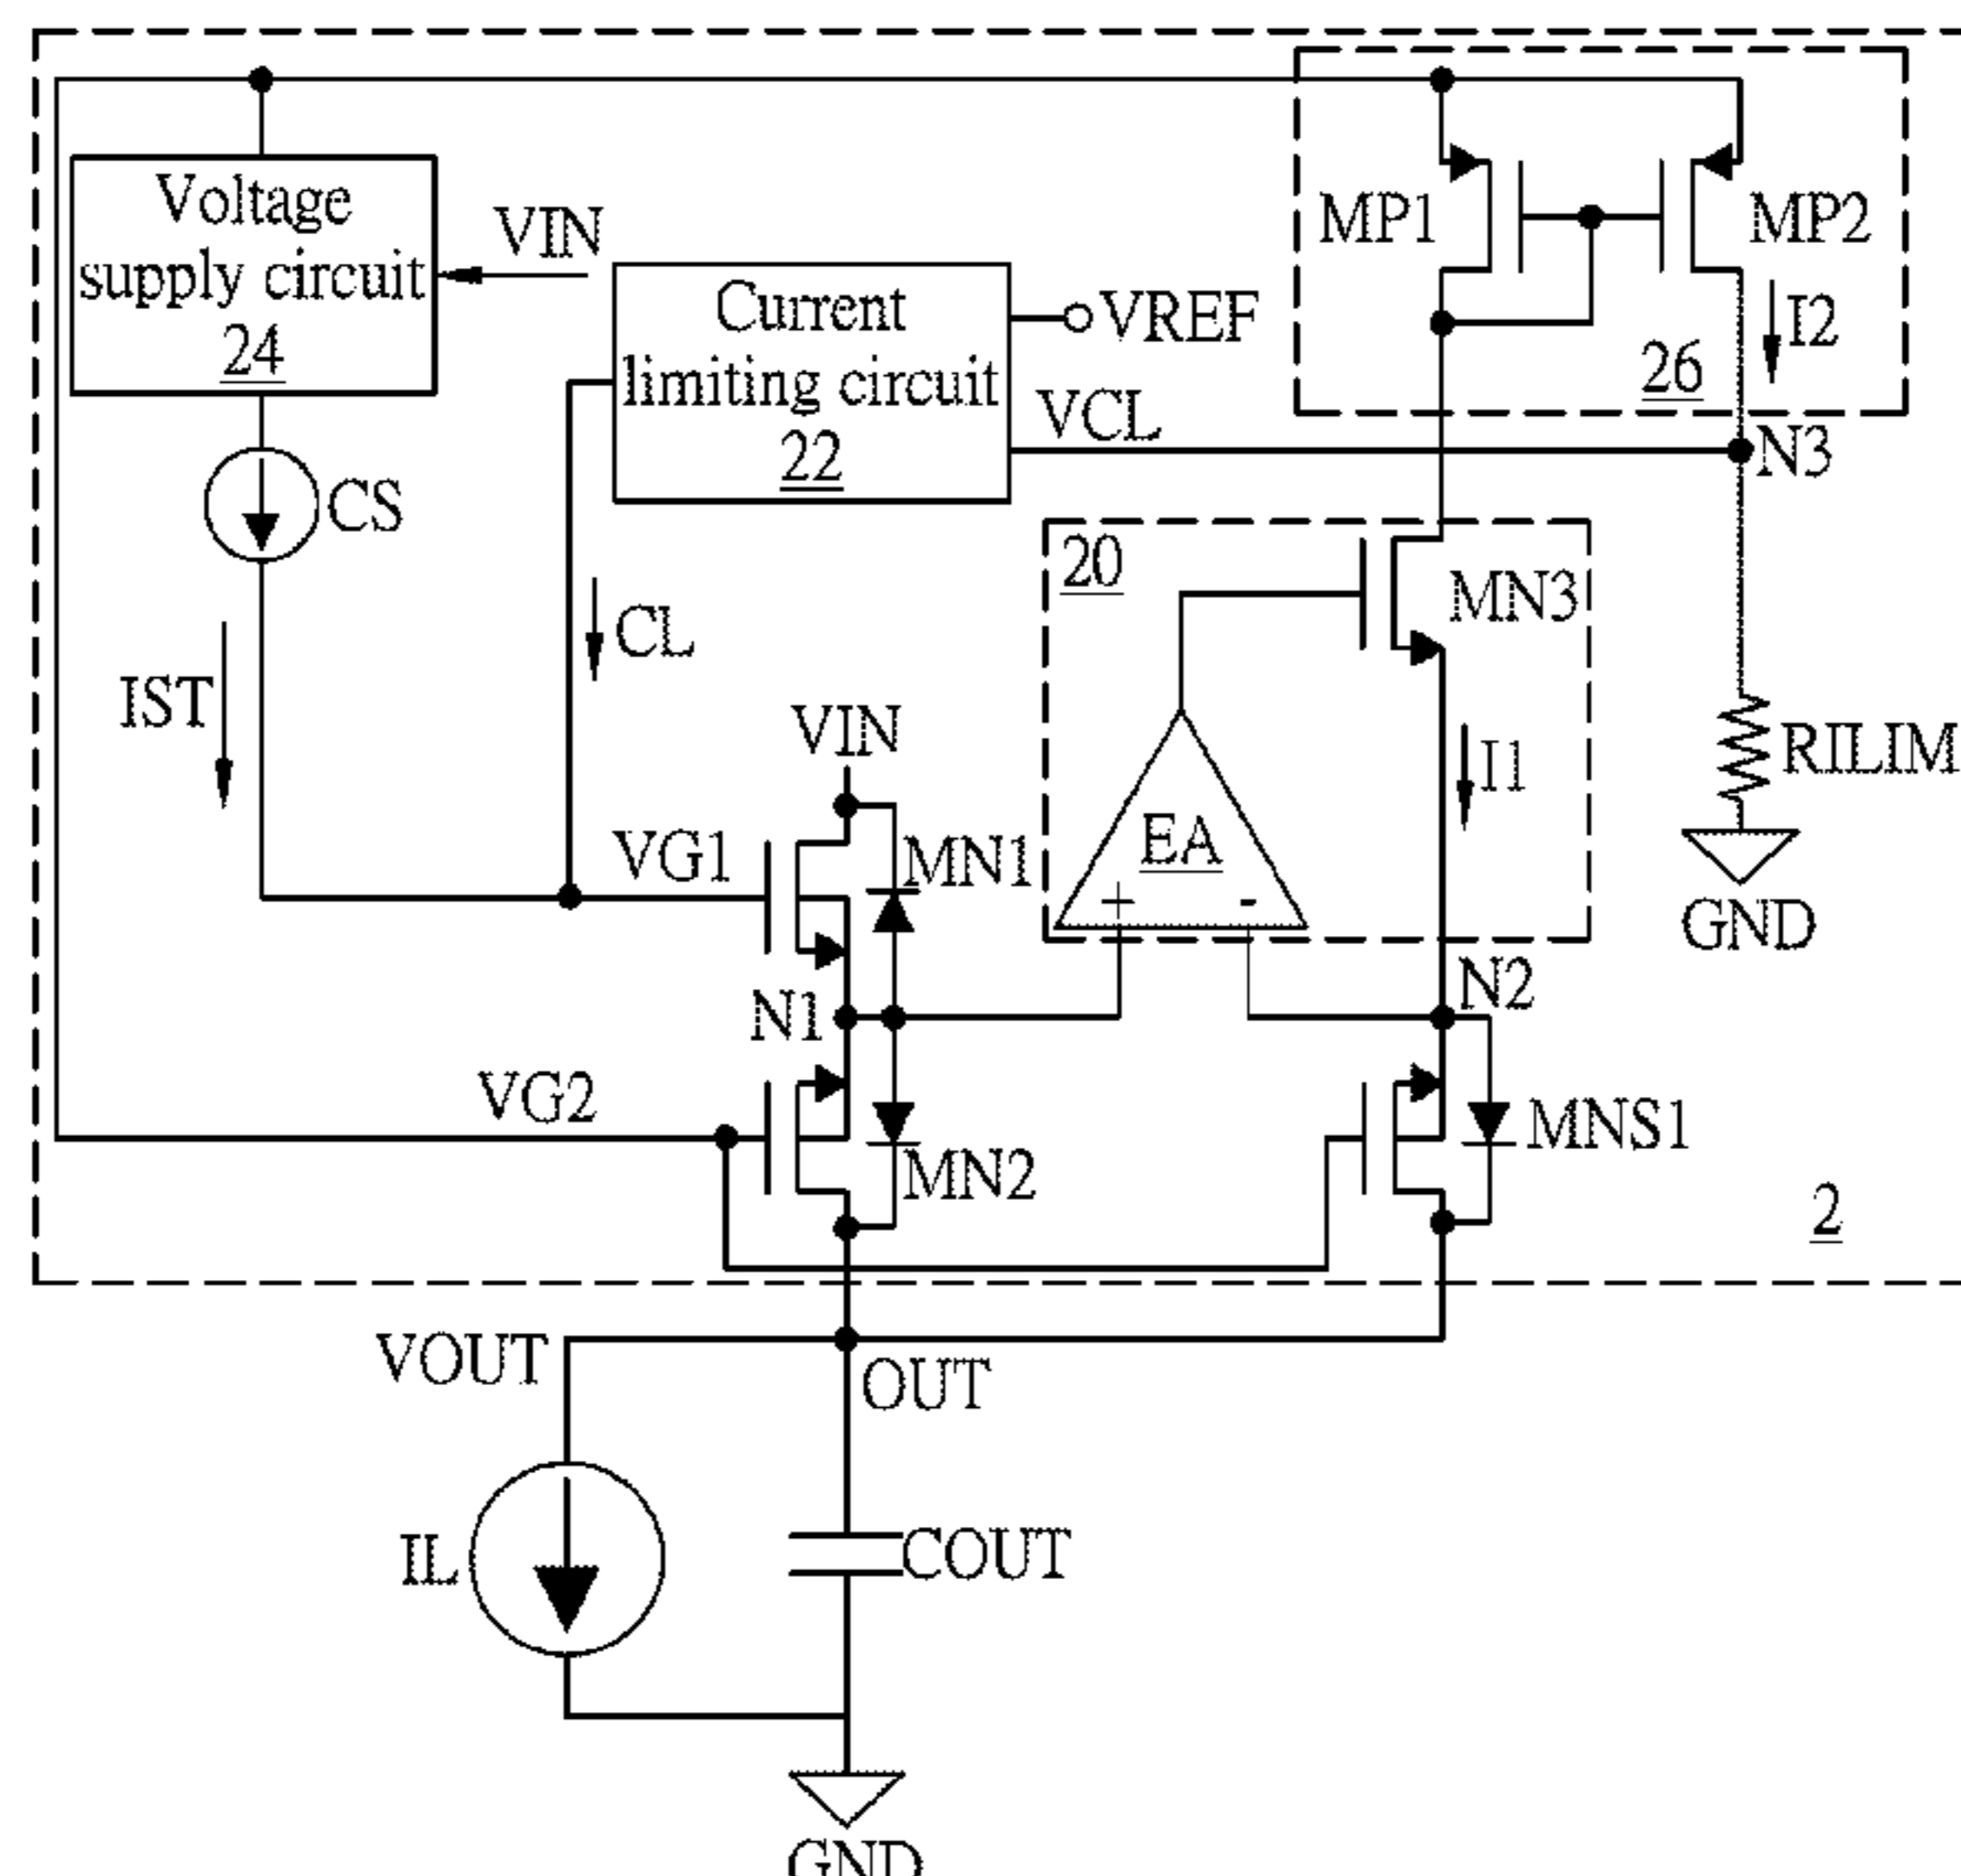 Voltage
supply circuit
24
VIN
Current
limiting circuit
22
VREF
VCL
MP1
MP2
I2
26
N3
CS
CL
IST
20
MN3
EA
+ -
I1
RILIM
GND
VIN
VG1
MN1
N1
N2
VG2
MN2
MNS1
2
VOUT
OUT
IL
COUT
GND